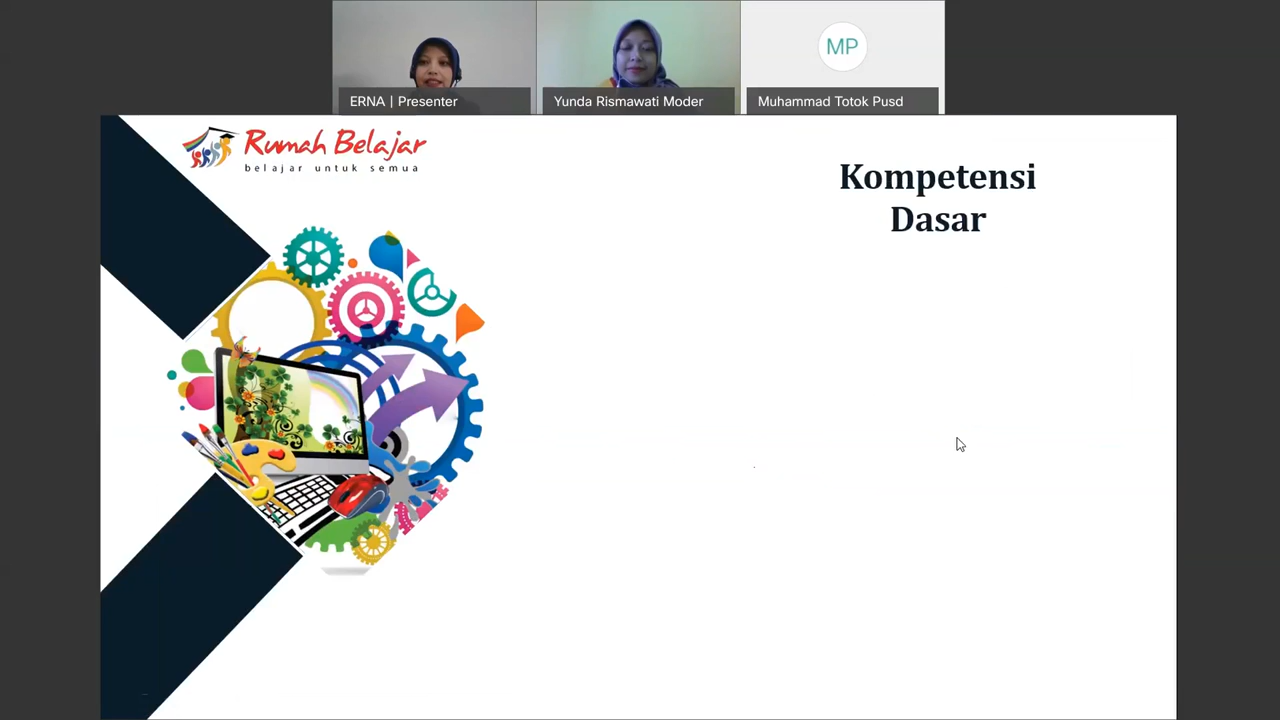 ERNA | Presenter
Yunda Rismawati Moder
MP
Muhammad Totok Pusd
Rumah Belajar
belajar untuk semua
Kompetensi
Dasar